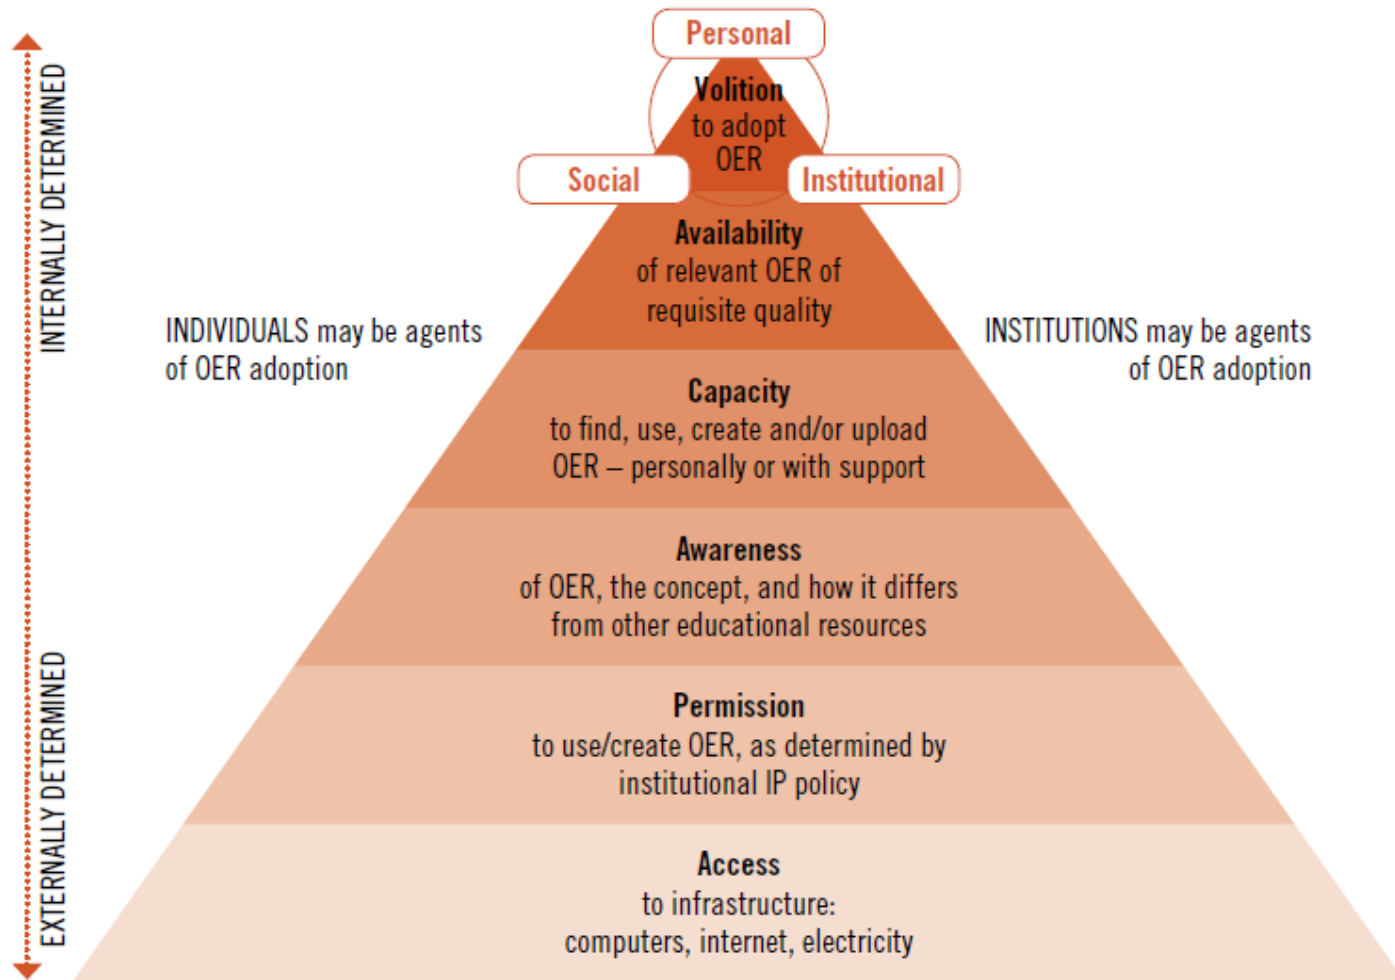 Personal
Volition
to adopt
OER
Social
Institutional
Availability
of relevant OER of
requisite quality
INTERNALLY DETERMINED
INDIVIDUALS may be agents
of OER adoption
INSTITUTIONS may be agents
of OER adoption
Capacity
to find, use, create and/or upload
OER – personally or with support
Awareness
of OER, the concept, and how it differs
from other educational resources
EXTERNALLY DETERMINED
Permission
to use/create OER, as determined by
institutional IP policy
Access
to infrastructure:
computers, internet, electricity